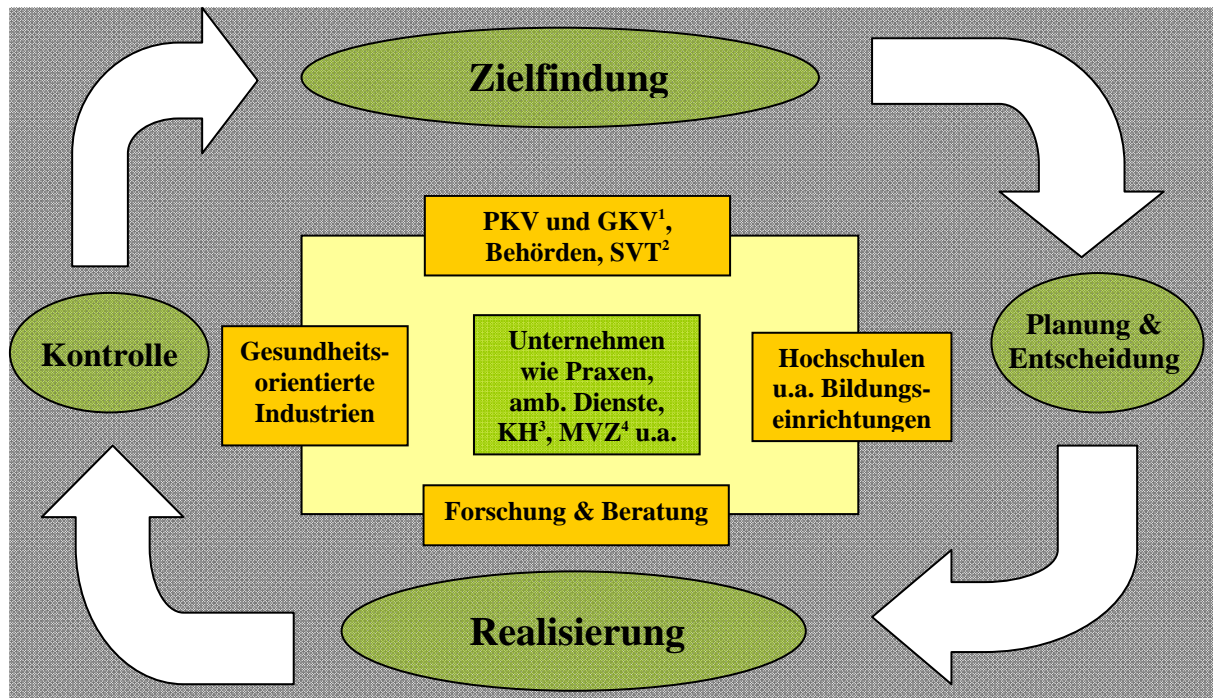 Zielfindung
PKV und GKV¹,
Behörden, SVT²
Kontrolle
Gesundheits-
orientierte
Industrien
Unternehmen
wie Praxen,
amb. Dienste,
KH³, MVZ⁴ u.a.
Hochschulen
u.a. Bildungs-
einrichtungen
Planung &
Entscheidung
Forschung & Beratung
Realisierung